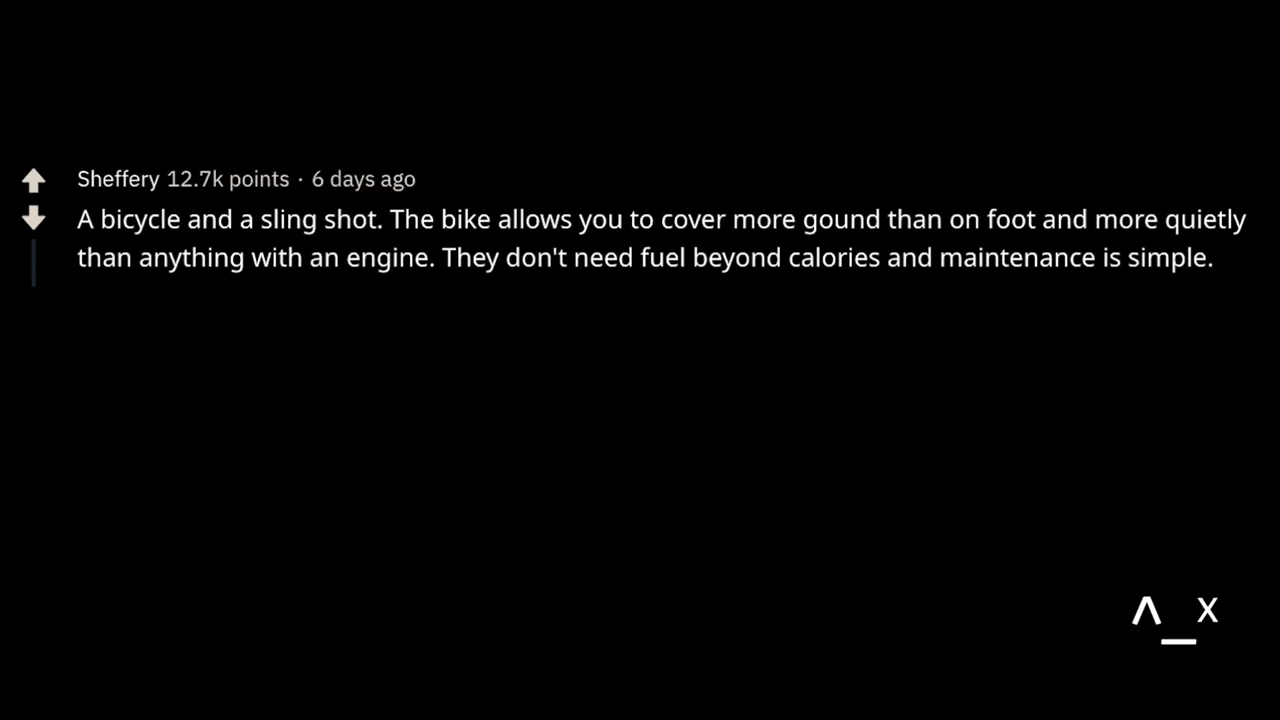 Sheffery 12.7k points · 6 days ago
A bicycle and a sling shot. The bike allows you to cover more gound than on foot and more quietly
than anything with an engine. They don't need fuel beyond calories and maintenance is simple.
^_x